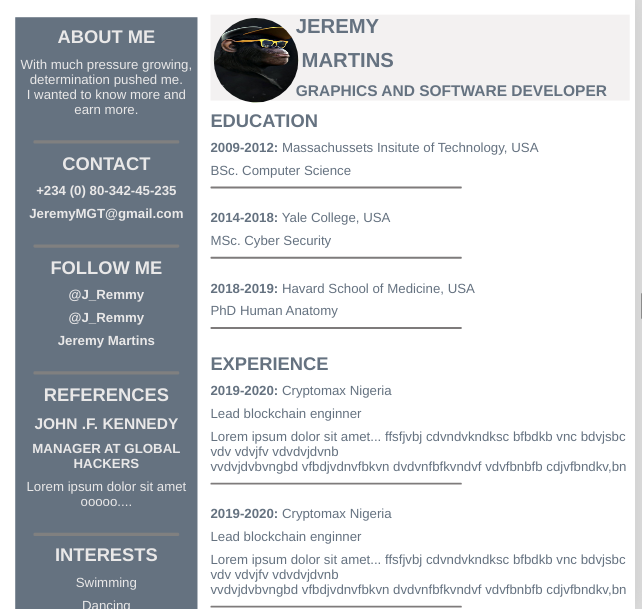 ABOUT ME
With much pressure growing,
determination pushed me.
I wanted to know more and
earn more.
CONTACT
+234 (0) 80-342-45-235
JeremyMGT@gmail.com
FOLLOW ME
@J_Remmy
@J_Remmy
Jeremy Martins
REFERENCES
JOHN .F. KENNEDY
MANAGER AT GLOBAL
HACKERS
Lorem ipsum dolor sit amet
ooooo....
INTERESTS
Swimming
Dancing
JEREMY
MARTINS
GRAPHICS AND SOFTWARE DEVELOPER
EDUCATION
2009-2012: Massachussets Insitute of Technology, USA
BSc. Computer Science
2014-2018: Yale College, USA
MSc. Cyber Security
2018-2019: Havard School of Medicine, USA
PhD Human Anatomy
EXPERIENCE
2019-2020: Cryptomax Nigeria
Lead blockchain enginner
Lorem ipsum dolor sit amet... ffsfjvbj cdvndvkndksc bfbdkb vnc bdvjsbc
vdv vdvjfv vdvdvjdvnb
vvdvjdvbvngbd vfbdjvdnvfbkvn dvdvnfbfkvndvf vdvfbnbfb cdjvfbndkv,bn
2019-2020: Cryptomax Nigeria
Lead blockchain enginner
Lorem ipsum dolor sit amet... ffsfjvbj cdvndvkndksc bfbdkb vnc bdvjsbc
vdv vdvjfv vdvdvjdvnb
vvdvjdvbvngbd vfbdjvdnvfbkvn dvdvnfbfkvndvf vdvfbnbfb cdjvfbndkv,bn